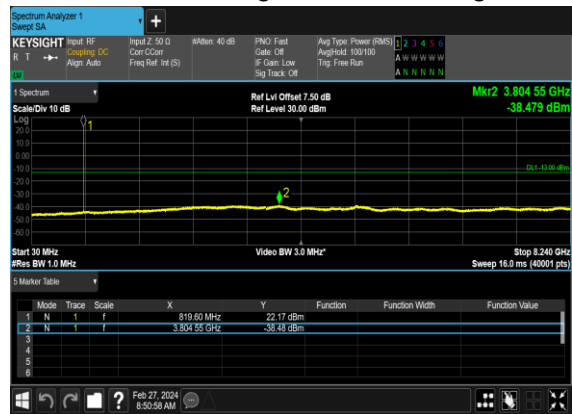 Spectrum Analyzer 1
Swept SA
+
KEYSIGHT Input: RF Input Z: 50 Ω #Atten: 40 dB PNO: Fast Avg Type: Power (RMS) 1 2 3 4 5 6
R T Coupling: DC Corr CCorr Gate: Off Avg|Hold: 100/100 A W W W W W
Align: Auto Freq Ref: Int (S) IF Gain: Low Trig: Free Run
LW Sig Track: Off A N N N N N
1 Spectrum Ref Lvl Offset 7.50 dB Mkr2 3.804 55 GHz
Scale/Div 10 dB Ref Level 30.00 dBm -38.479 dBm
Log
20.0
10.0
0.00
-10.0
-20.0
-30.0
-40.0
-50.0
-60.0
1
DL1 -13.00 dBm
2
Start 30 MHz Video BW 3.0 MHz* Stop 8.240 GHz
#Res BW 1.0 MHz Sweep 16.0 ms (40001 pts)
5 Marker Table
Mode Trace Scale X Y Function Function Width Function Value
1 N 1 f 819.60 MHz 22.17 dBm
2 N 1 f 3.804 55 GHz -38.48 dBm
3
4
5
6
? Feb 27, 2024
8:50:58 AM